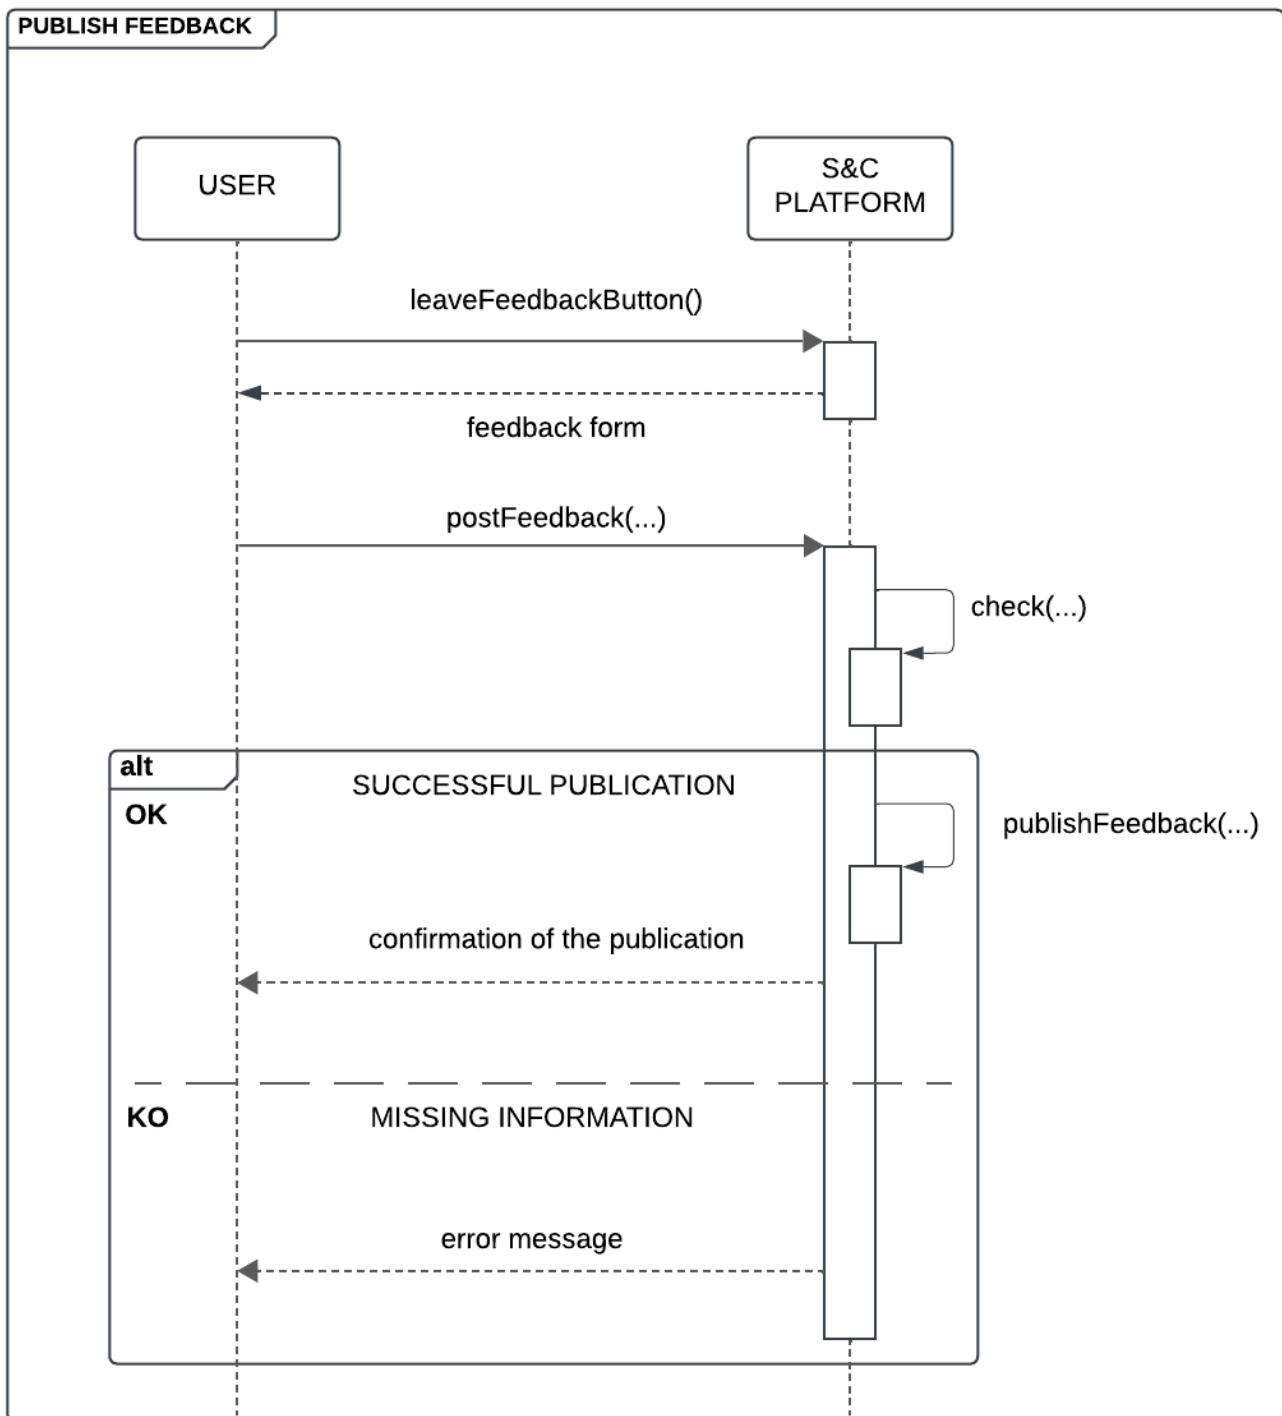 PUBLISH FEEDBACK
USER
S&C
PLATFORM
leaveFeedbackButton()
feedback form
postFeedback(...)
check(...)
alt
SUCCESSFUL PUBLICATION
OK
publishFeedback(...)
confirmation of the publication
KO
MISSING INFORMATION
error message